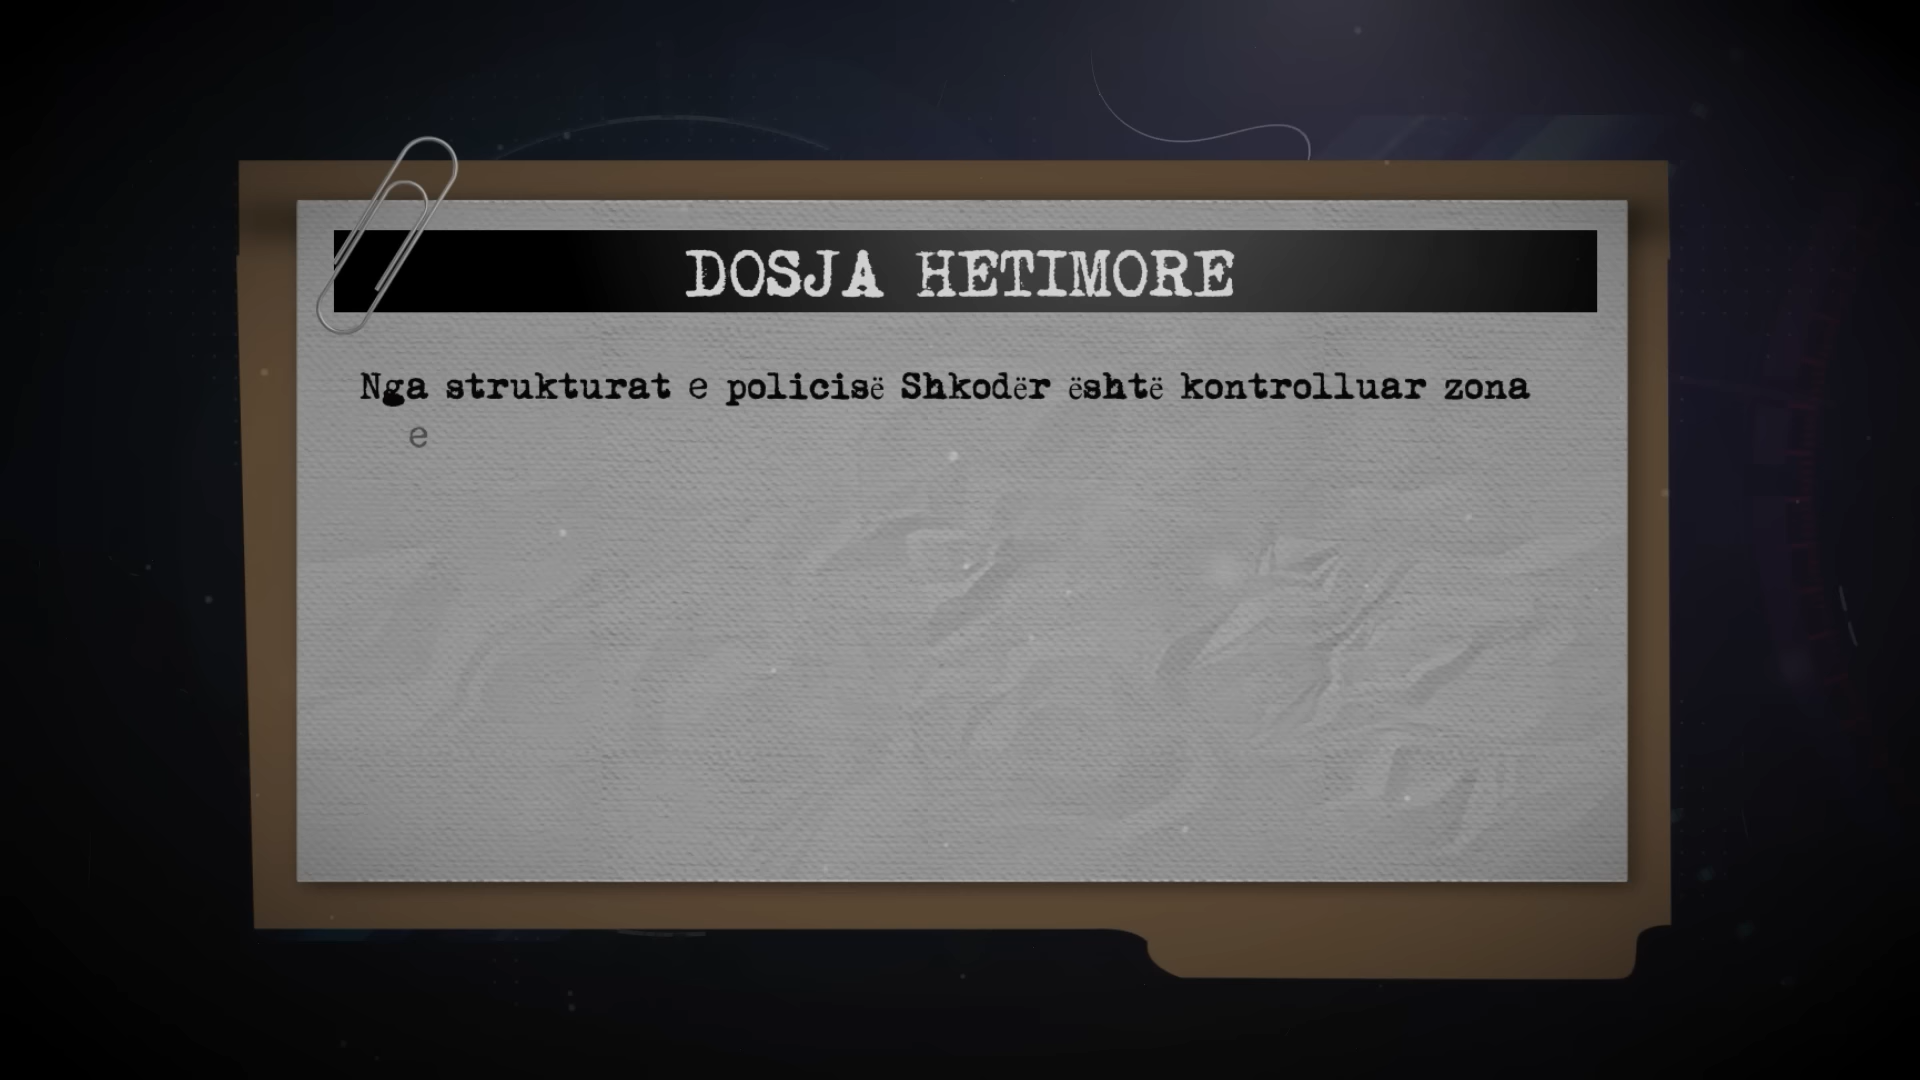 DOSJA HETIMORE
Nga strukturat e policisë Shkodër është kontrolluar zona
e